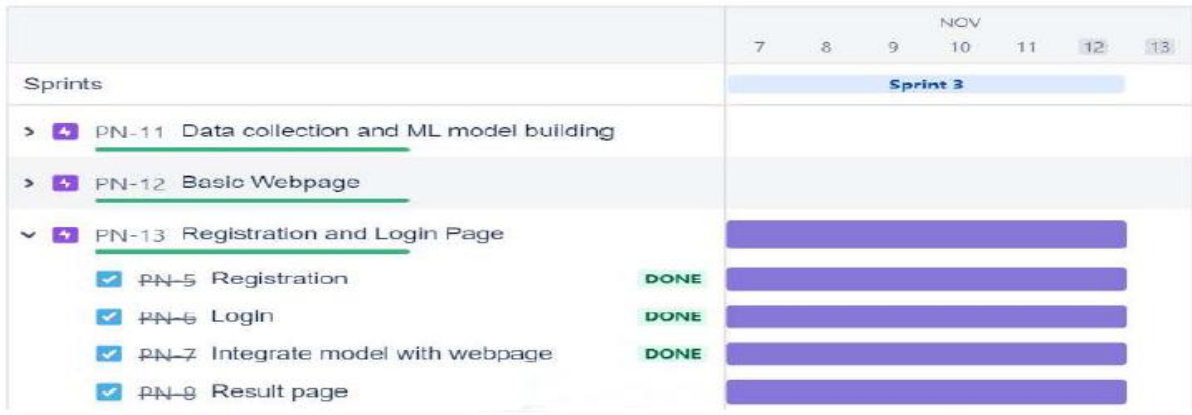 NOV
7 8 9 10 11 12 13
Sprints Sprint 3
PN-11 Data collection and ML model building
PN-12 Basic Webpage
PN-13 Registration and Login Page
PN-5 Registration DONE
PN-6 Login DONE
PN-7 Integrate model with webpage DONE
PN-8 Result page